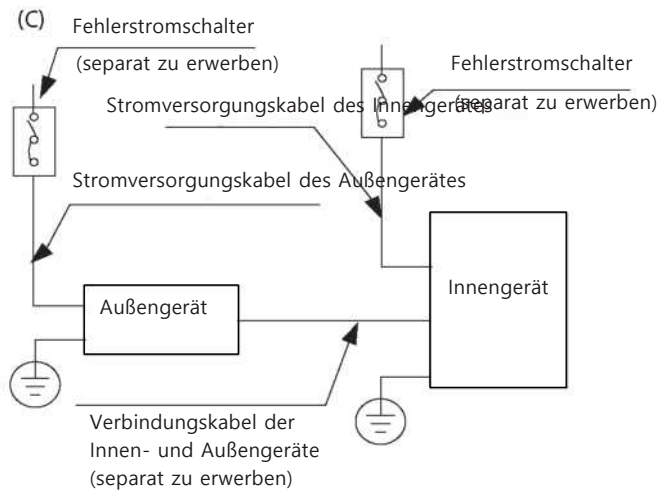 (C)
Fehlerstromschalter
(separat zu erwerben)
Fehlerstromschalter
(separat zu erwerben)
Stromversorgungskabel des Innengerätes
Stromversorgungskabel des Außengerätes
Außengerät
Innengerät
Verbindungskabel der
Innen- und Außengeräte
(separat zu erwerben)